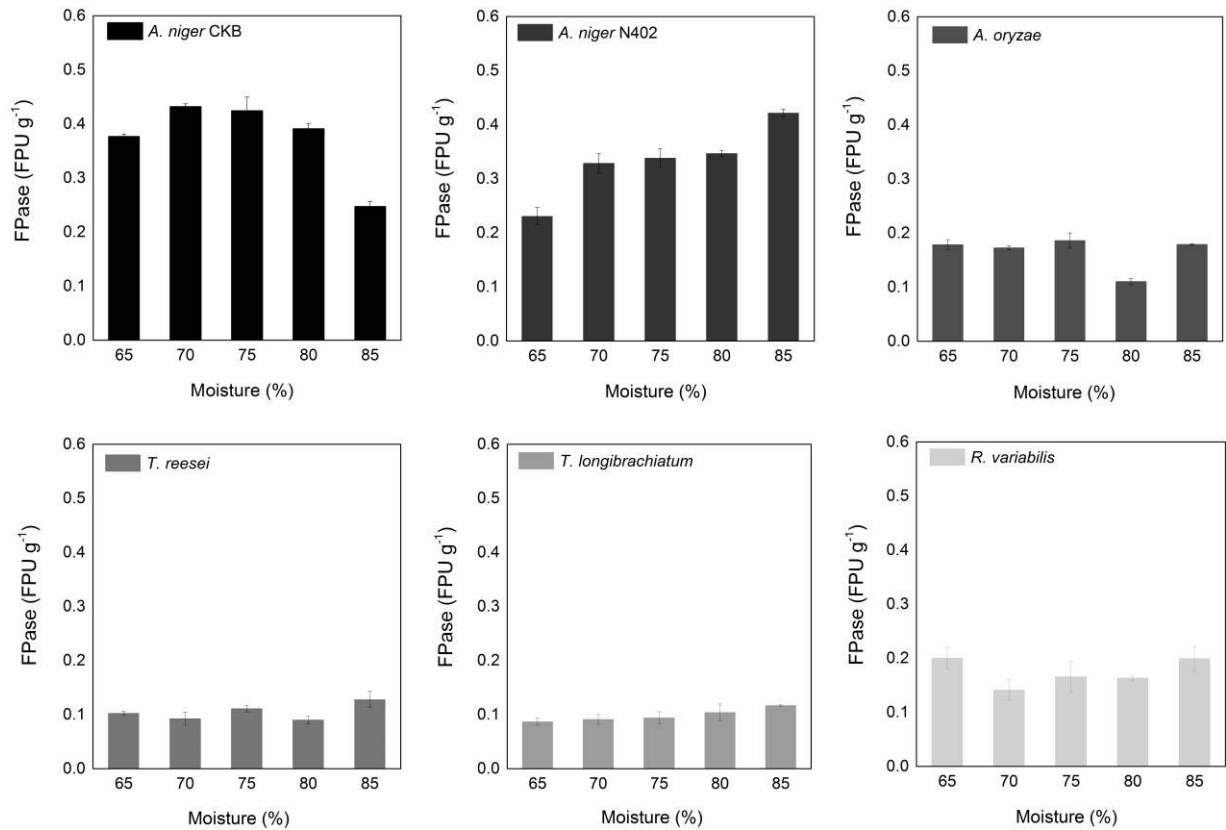 A. niger CKB
FPase (FPU g⁻¹)
0.6
0.5
0.4
0.3
0.2
0.1
0.0
65 70 75 80 85
Moisture (%)
A. niger N402
FPase (FPU g⁻¹)
0.6
0.5
0.4
0.3
0.2
0.1
0.0
65 70 75 80 85
Moisture (%)
A. oryzae
FPase (FPU g⁻¹)
0.6
0.5
0.4
0.3
0.2
0.1
0.0
65 70 75 80 85
Moisture (%)
T. reesei
FPase (FPU g⁻¹)
0.6
0.5
0.4
0.3
0.2
0.1
0.0
65 70 75 80 85
Moisture (%)
T. longibrachiatum
FPase (FPU g⁻¹)
0.6
0.5
0.4
0.3
0.2
0.1
0.0
65 70 75 80 85
Moisture (%)
R. variabilis
FPase (FPU g⁻¹)
0.6
0.5
0.4
0.3
0.2
0.1
0.0
65 70 75 80 85
Moisture (%)